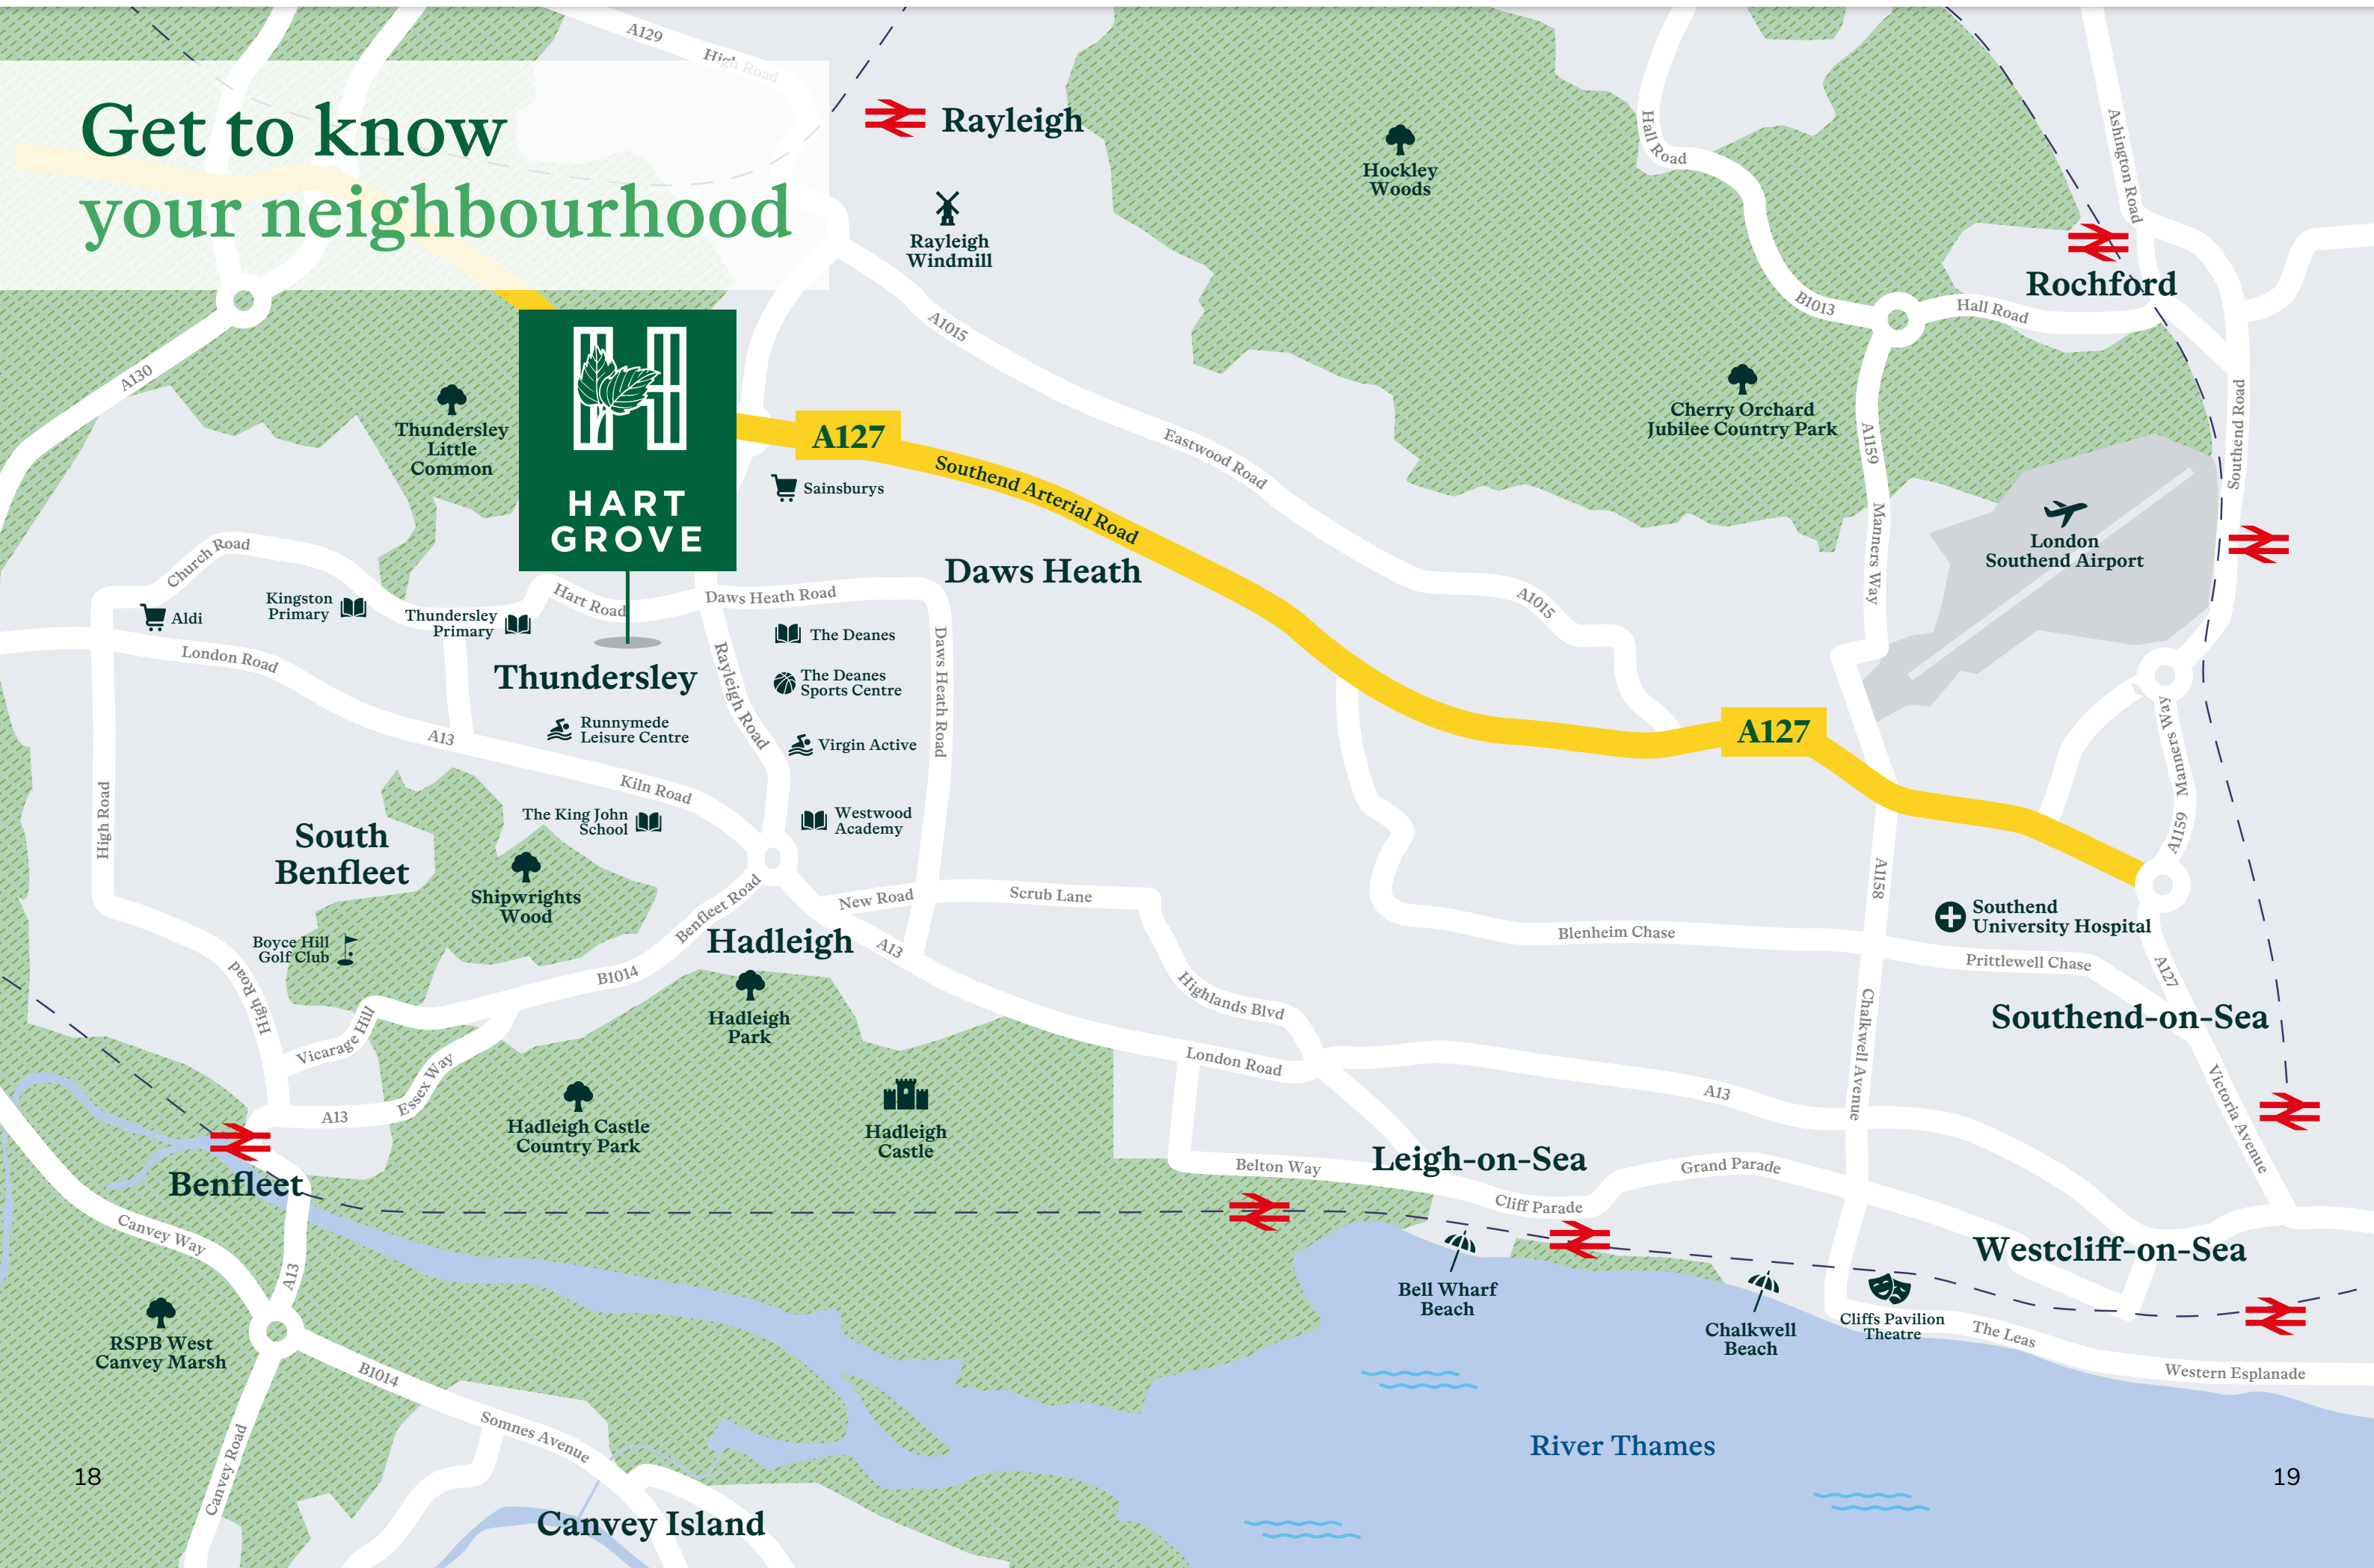 Get to know
your neighbourhood
A129
High Road
Rayleigh
Rayleigh
Windmill
Hockley
Woods
Hall Road
Ashington Road
Rochford
B1013
Hall Road
A130
A1015
Thundersley
Little
Common
HART
GROVE
A127
Southend Arterial Road
Sainsburys
Eastwood Road
Cherry Orchard
Jubilee Country Park
A1159
Southend Road
Manners Way
London
Southend Airport
Daws Heath
A1015
Church Road
Aldi
Kingston
Primary
Thundersley
Primary
Hart Road
Daws Heath Road
The Deanes
London Road
Thundersley
Rayleigh Road
The Deanes
Sports Centre
Daws Heath Road
Runnymede
Leisure Centre
Virgin Active
A13
A127
Manners Way
Kiln Road
High Road
The King John
School
Westwood
Academy
A1159
South
Benfleet
Shipwrights
Wood
Benfleet Road
New Road
Scrub Lane
A1158
Southend
University Hospital
Boyce Hill
Golf Club
Hadleigh
A13
Blenheim Chase
Prittlewell Chase
A127
High Road
B1014
Highlands Blvd
Hadleigh
Park
Southend-on-Sea
Vicarage Hill
London Road
Chalkwell Avenue
Essex Way
A13
A13
Victoria Avenue
Hadleigh Castle
Country Park
Hadleigh
Castle
Benfleet
Belton Way
Leigh-on-Sea
Grand Parade
Cliff Parade
Canvey Way
A13
Westcliff-on-Sea
Bell Wharf
Beach
Chalkwell
Beach
Cliffs Pavilion
Theatre
The Leas
Western Esplanade
RSPB West
Canvey Marsh
B1014
Somnes Avenue
Canvey Road
River Thames
Canvey Island
18
19